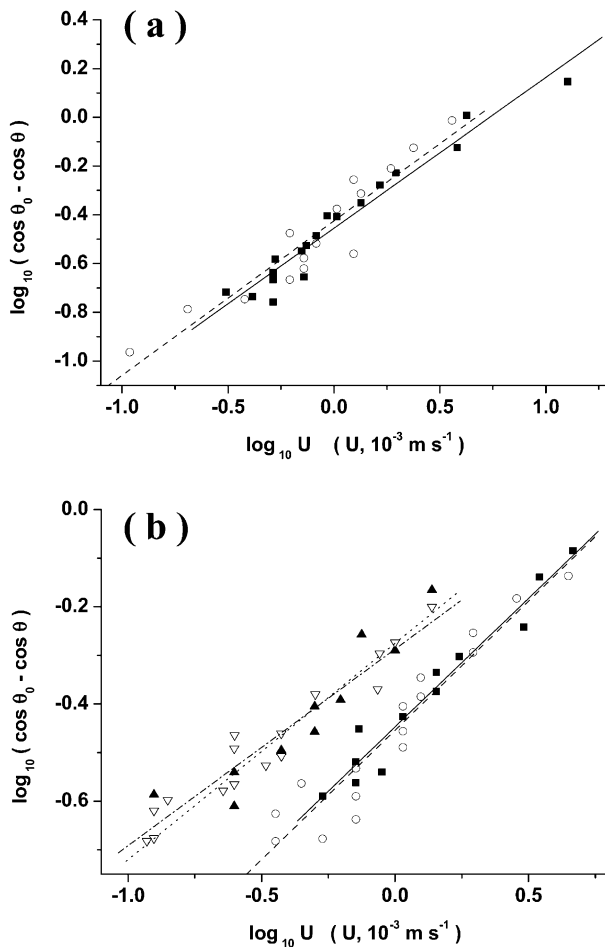 ( a )
0.4
0.2
0.0
-0.2
-0.4
-0.6
-0.8
-1.0
log10 ( cos θ0 - cos θ)
-1.0 -0.5 0.0 0.5 1.0
log10 U ( U, 10-3 m s-1 )
( b )
0.0
-0.2
-0.4
-0.6
log10 ( cos θ0 - cos θ)
-1.0 -0.5 0.0 0.5
log10 U ( U, 10-3 m s-1 )